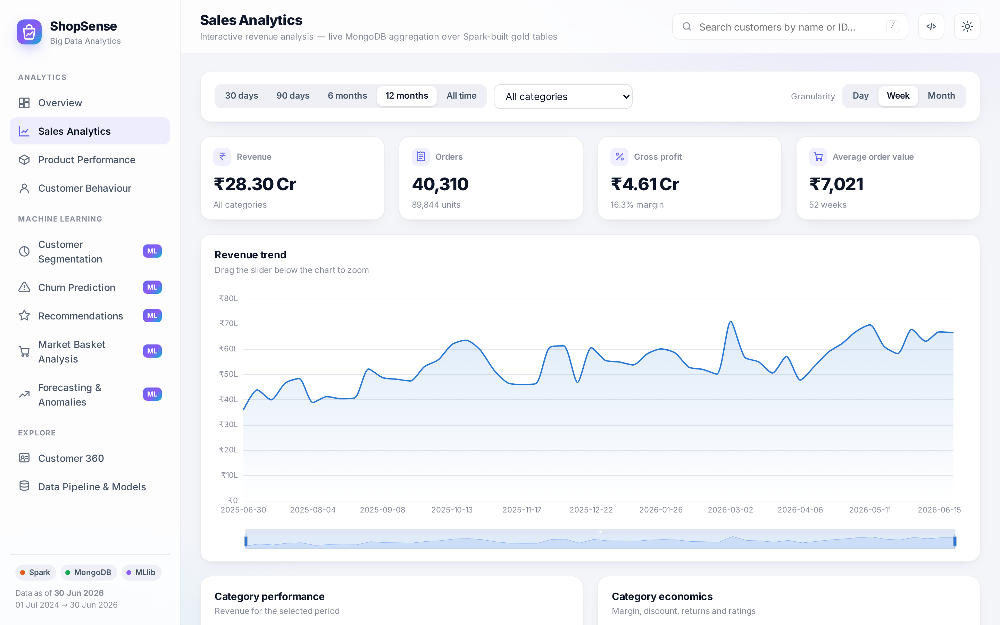 ShopSense
Big Data Analytics
ANALYTICS
Overview
Sales Analytics
Product Performance
Customer Behaviour
MACHINE LEARNING
Customer
Segmentation
ML
Churn Prediction
ML
Recommendations
ML
Market Basket
Analysis
ML
Forecasting &
Anomalies
ML
EXPLORE
Customer 360
Data Pipeline & Models
Spark
MongoDB
MLlib
Data as of 30 Jun 2026
01 Jul 2024 → 30 Jun 2026
Sales Analytics
Interactive revenue analysis — live MongoDB aggregation over Spark-built gold tables
Search customers by name or ID...
/
30 days
90 days
6 months
12 months
All time
All categories
Granularity
Day
Week
Month
Revenue
₹28.30 Cr
All categories
Orders
40,310
89,844 units
Gross profit
₹4.61 Cr
16.3% margin
Average order value
₹7,021
52 weeks
Revenue trend
Drag the slider below the chart to zoom
₹80L
₹70L
₹60L
₹50L
₹40L
₹30L
₹20L
₹10L
₹0
2025-06-30
2025-08-04
2025-09-08
2025-10-13
2025-11-17
2025-12-22
2026-01-26
2026-03-02
2026-04-06
2026-05-11
2026-06-15
Category performance
Revenue for the selected period
Category economics
Margin, discount, returns and ratings